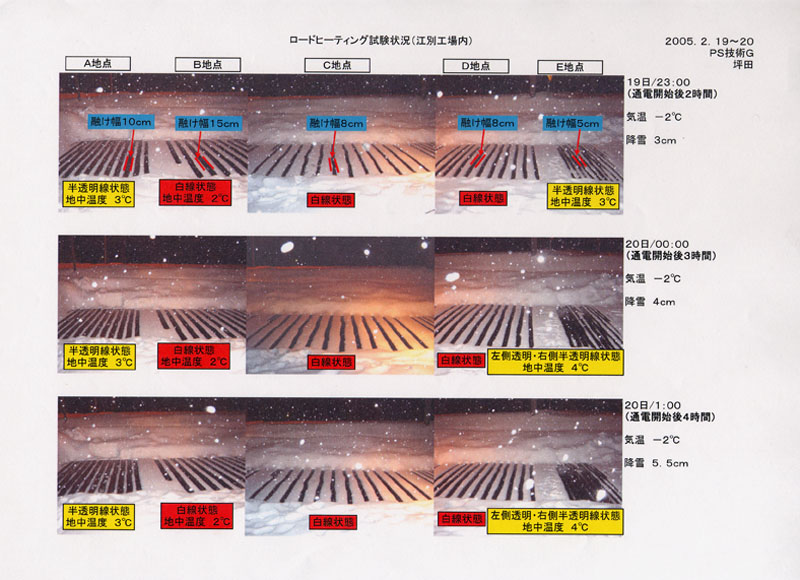 ロードヒーティング試験状況(江別工場内)
2005.2.19～20
PS技術G
坪田
A地点
B地点
C地点
D地点
E地点
19日/23:00
(通電開始後2時間)
気温 －2℃
降雪 3cm
融け幅10cm
融け幅15cm
融け幅8cm
融け幅8cm
融け幅5cm
半透明線状態
地中温度 3℃
白線状態
地中温度 2℃
白線状態
白線状態
半透明線状態
地中温度 3℃
20日/00:00
(通電開始後3時間)
気温 －2℃
降雪 4cm
半透明線状態
地中温度 3℃
白線状態
地中温度 2℃
白線状態
白線状態
左側透明・右側半透明線状態
地中温度 4℃
20日/1:00
(通電開始後4時間)
気温 －2℃
降雪 5.5cm
半透明線状態
地中温度 3℃
白線状態
地中温度 2℃
白線状態
白線状態
左側透明・右側半透明線状態
地中温度 4℃